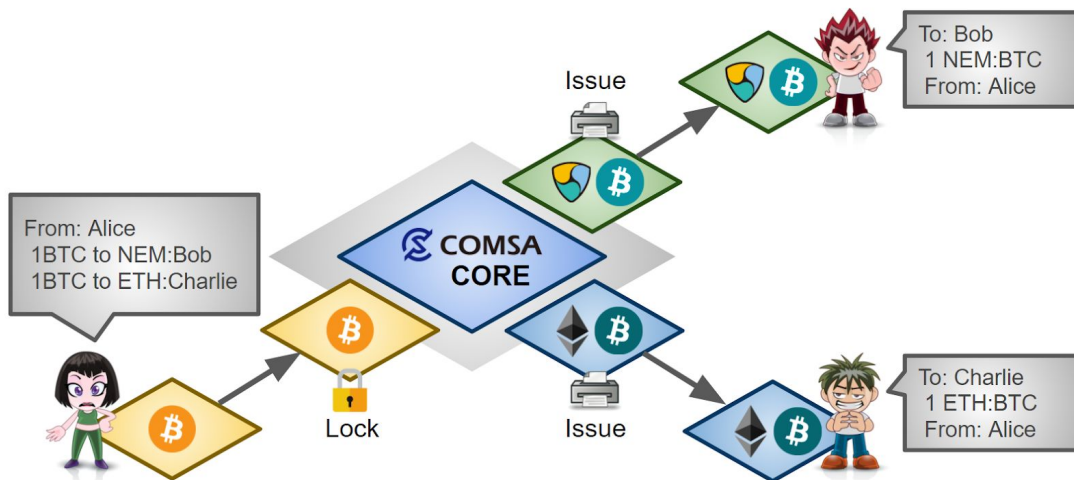 To: Bob
1 NEM:BTC
From: Alice
Issue
From: Alice
1BTC to NEM:Bob
1BTC to ETH:Charlie
COMSA
CORE
Lock
Issue
To: Charlie
1 ETH:BTC
From: Alice